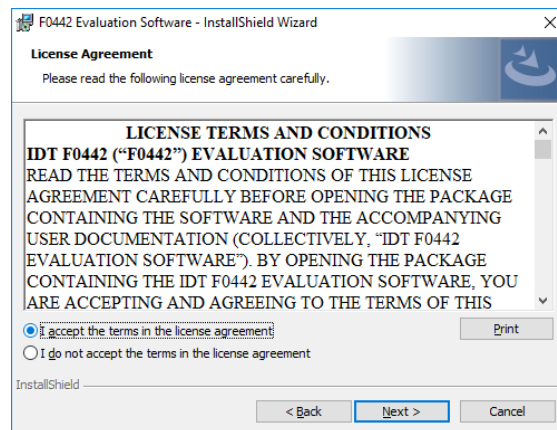 F0442 Evaluation Software - InstallShield Wizard
License Agreement
Please read the following license agreement carefully.
LICENSE TERMS AND CONDITIONS
IDT F0442 (“F0442”) EVALUATION SOFTWARE
READ THE TERMS AND CONDITIONS OF THIS LICENSE
AGREEMENT CAREFULLY BEFORE OPENING THE PACKAGE
CONTAINING THE SOFTWARE AND THE ACCOMPANYING
USER DOCUMENTATION (COLLECTIVELY, “IDT F0442
EVALUATION SOFTWARE”). BY OPENING THE PACKAGE
CONTAINING THE IDT F0442 EVALUATION SOFTWARE, YOU
ARE ACCEPTING AND AGREEING TO THE TERMS OF THIS
I accept the terms in the license agreement
Print
I do not accept the terms in the license agreement
InstallShield
< Back
Next >
Cancel